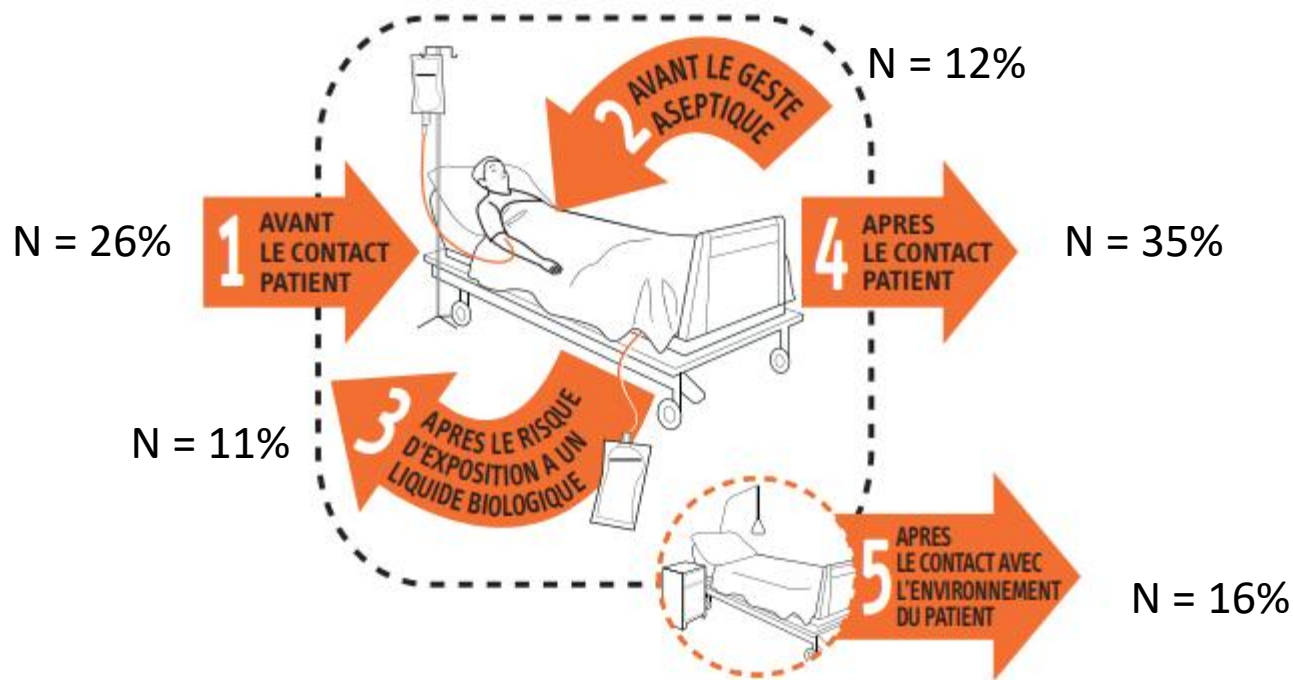 N = 26%
1
AVANT
LE CONTACT
PATIENT
2
AVANT LE GESTE
ASEPTIQUE
N = 12%
4
APRES
LE CONTACT
PATIENT
N = 35%
N = 11%
3
APRES LE RISQUE
D'EXPOSITION A UN
LIQUIDE BIOLOGIQUE
5
APRES
LE CONTACT AVEC
L'ENVIRONNEMENT
DU PATIENT
N = 16%